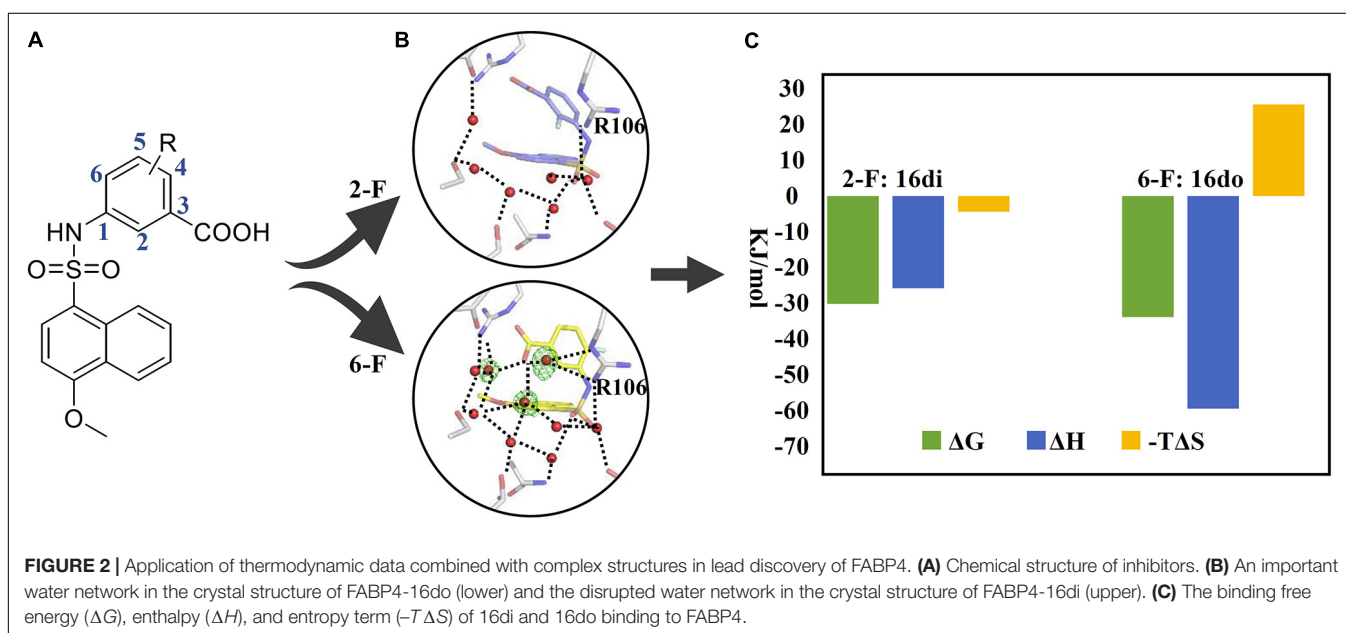 A
B
C
5
R
6
4
3
1
2
COOH
HN
O=S=O
O
2-F
6-F
R106
R106
30
20
10
0
-10
-20
-30
-40
-50
-60
-70
KJ/mol
2-F: 16di
6-F: 16do
ΔG
ΔH
-TΔS
FIGURE 2 | Application of thermodynamic data combined with complex structures in lead discovery of FABP4. (A) Chemical structure of inhibitors. (B) An important
water network in the crystal structure of FABP4-16do (lower) and the disrupted water network in the crystal structure of FABP4-16di (upper). (C) The binding free
energy (ΔG), enthalpy (ΔH), and entropy term (–TΔS) of 16di and 16do binding to FABP4.